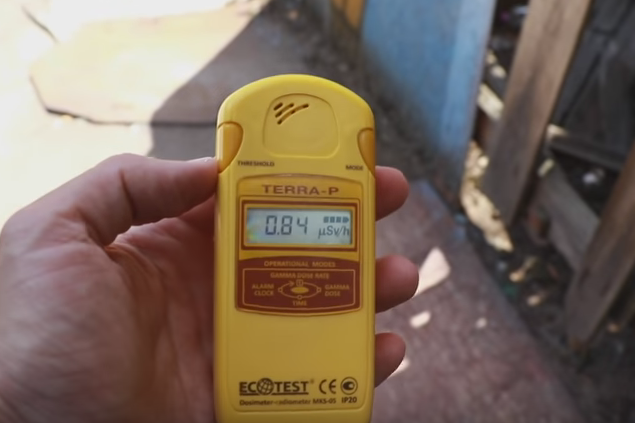 THRESHOLD MODE
TERRA-P
0.84 µSv/h
OPERATIONAL MODES
GAMMA DOSE RATE
ALARM CLOCK
GAMMA DOSE
TIME
ECOTEST® CE
Dosimeter-radiometer MKS-05 IP20